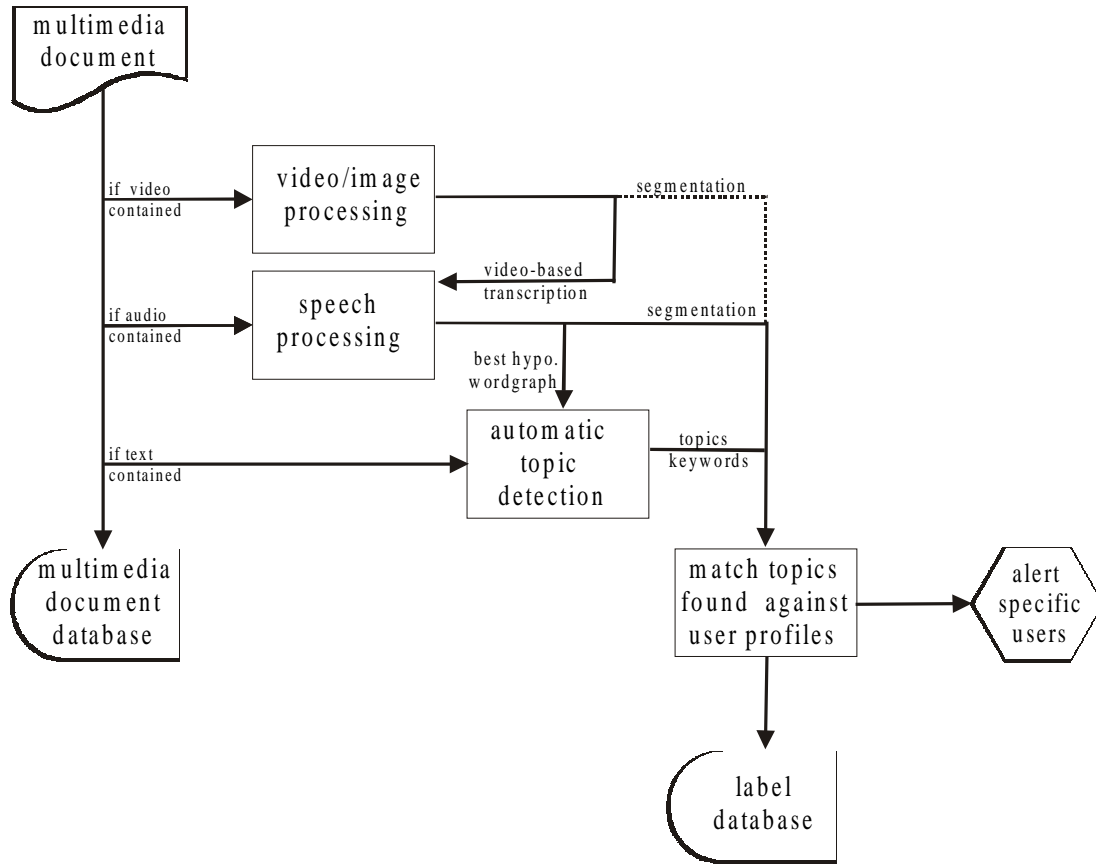 multimedia
document
if video
contained
video/image
processing
segmentation
video-based
transcription
if audio
contained
speech
processing
segmentation
best hypo.
wordgraph
if text
contained
automatic
topic
detection
topics
keywords
multimedia
document
database
match topics
found against
user profiles
alert
specific
users
label
database